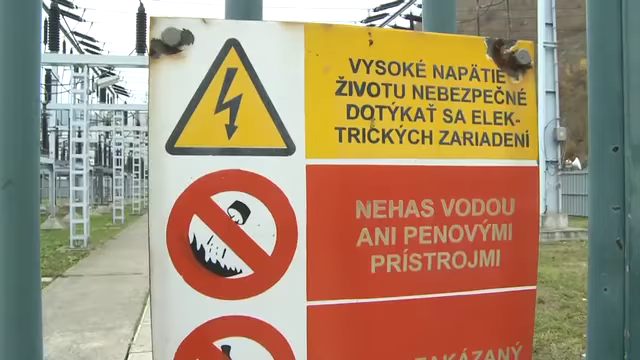 VYSOKÉ NAPÄTIE
ŽIVOTU NEBEZPEČNÉ
DOTÝKAŤ SA ELEK-
TRICKÝCH ZARIADENÍ
NEHAS VODOU
ANI PENOVÝMI
PRÍSTROJMI
ZAKÁZANÝ